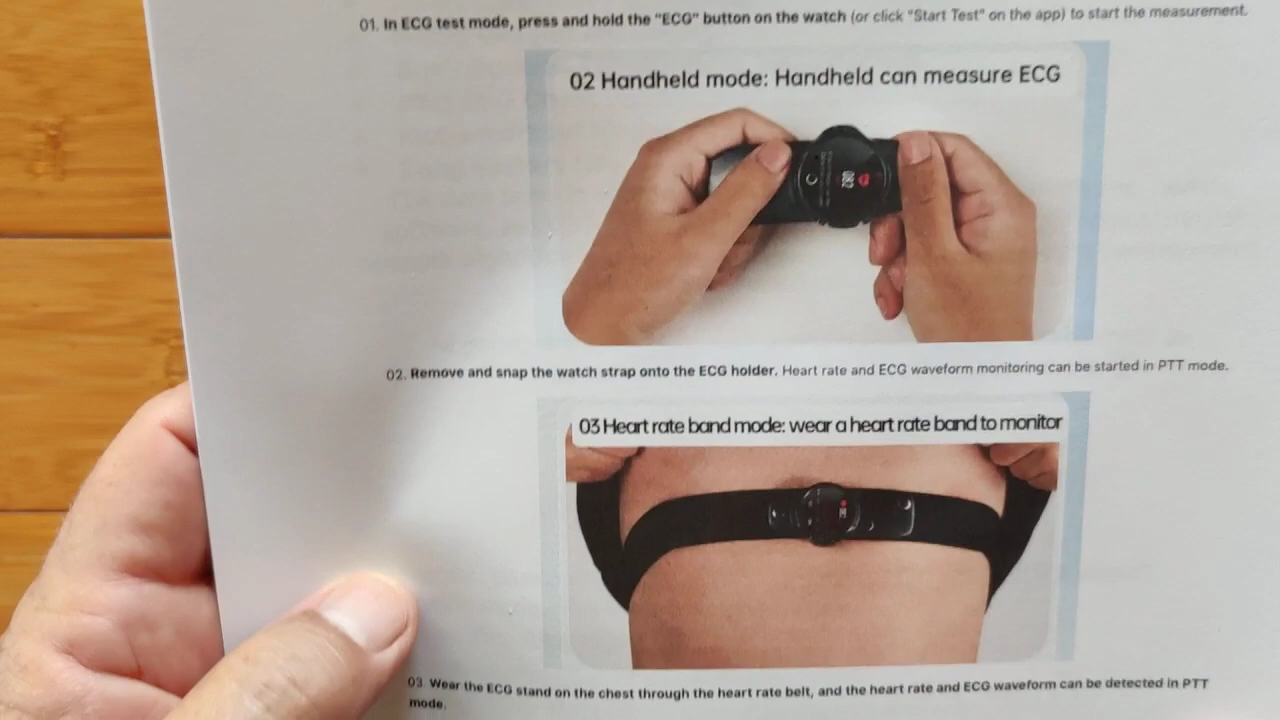 01. In ECG test mode, press and hold the "ECG" button on the watch (or click "Start Test" on the app) to start the measurement.
02 Handheld mode: Handheld can measure ECG
082
02. Remove and snap the watch strap onto the ECG holder. Heart rate and ECG waveform monitoring can be started in PTT mode.
03 Heart rate band mode: wear a heart rate band to monitor
03. Wear the ECG stand on the chest through the heart rate belt, and the heart rate and ECG waveform can be detected in PTT
mode.